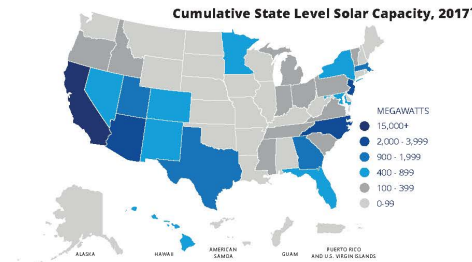 Cumulative State Level Solar Capacity, 2017
MEGAWATTS
15,000+
2,000 - 3,999
900 - 1,999
400 - 899
100 - 399
0-99
ALASKA
HAWAII
AMERICAN
SAMOA
GUAM
PUERTO RICO
AND U.S. VIRGIN ISLANDS